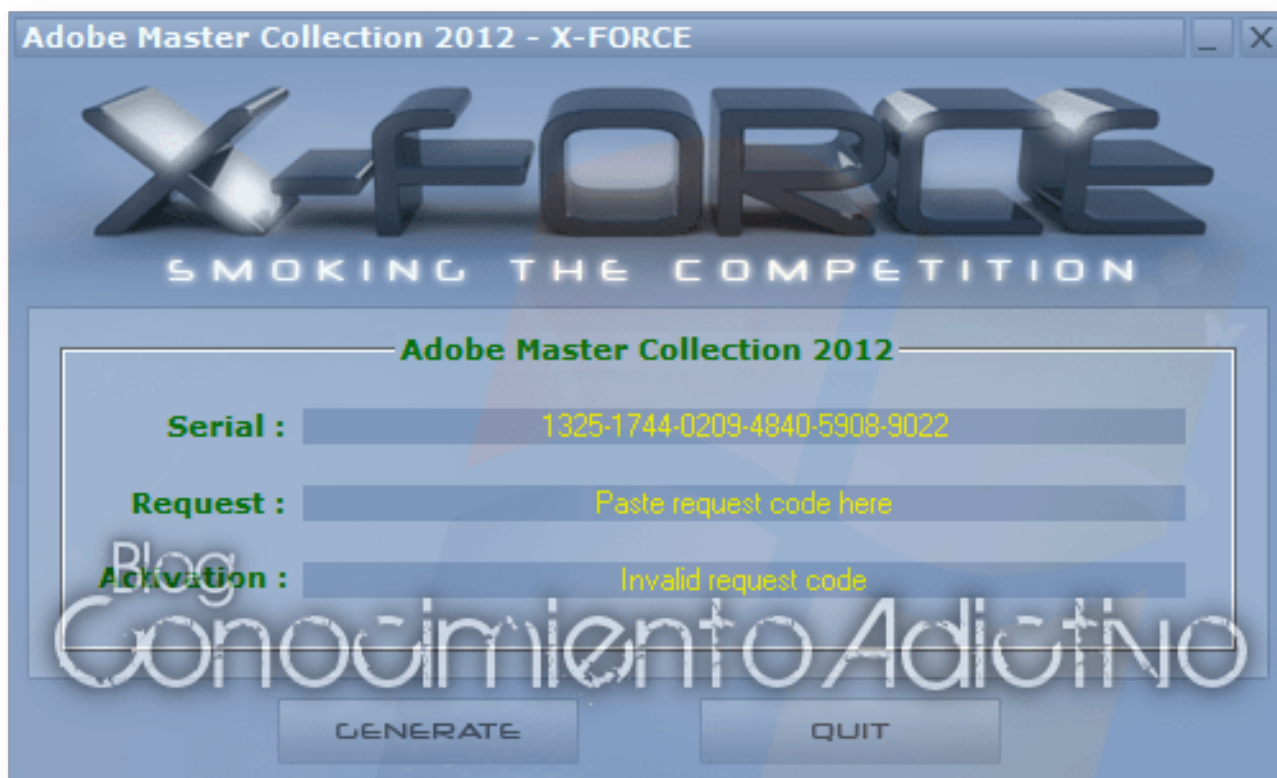 Adobe Master Collection 2012 - X-FORCE
_ X
X-FORCE
SMOKING THE COMPETITION
Adobe Master Collection 2012
Serial : 1325-1744-0209-4840-5908-9022
Request : Paste request code here
Blog
Activation : Invalid request code
Conocimiento Adictivo
GENERATE QUIT